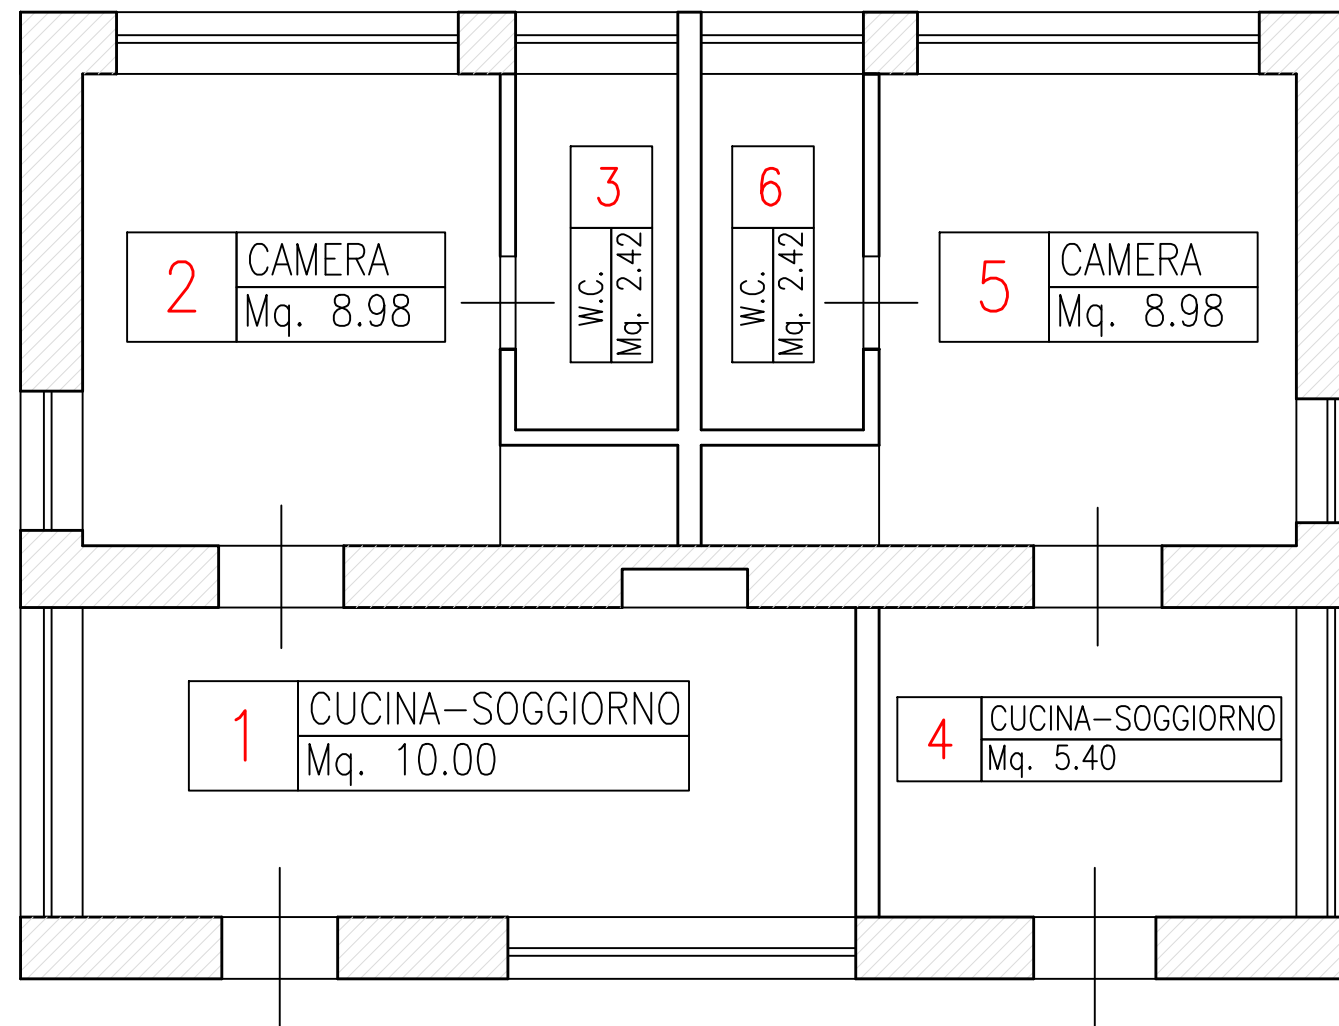 3
W.C.
Mq. 2.42
6
W.C.
Mq. 2.42
2
CAMERA
Mq. 8.98
5
CAMERA
Mq. 8.98
1
CUCINA-SOGGIORNO
Mq. 10.00
4
CUCINA-SOGGIORNO
Mq. 5.40